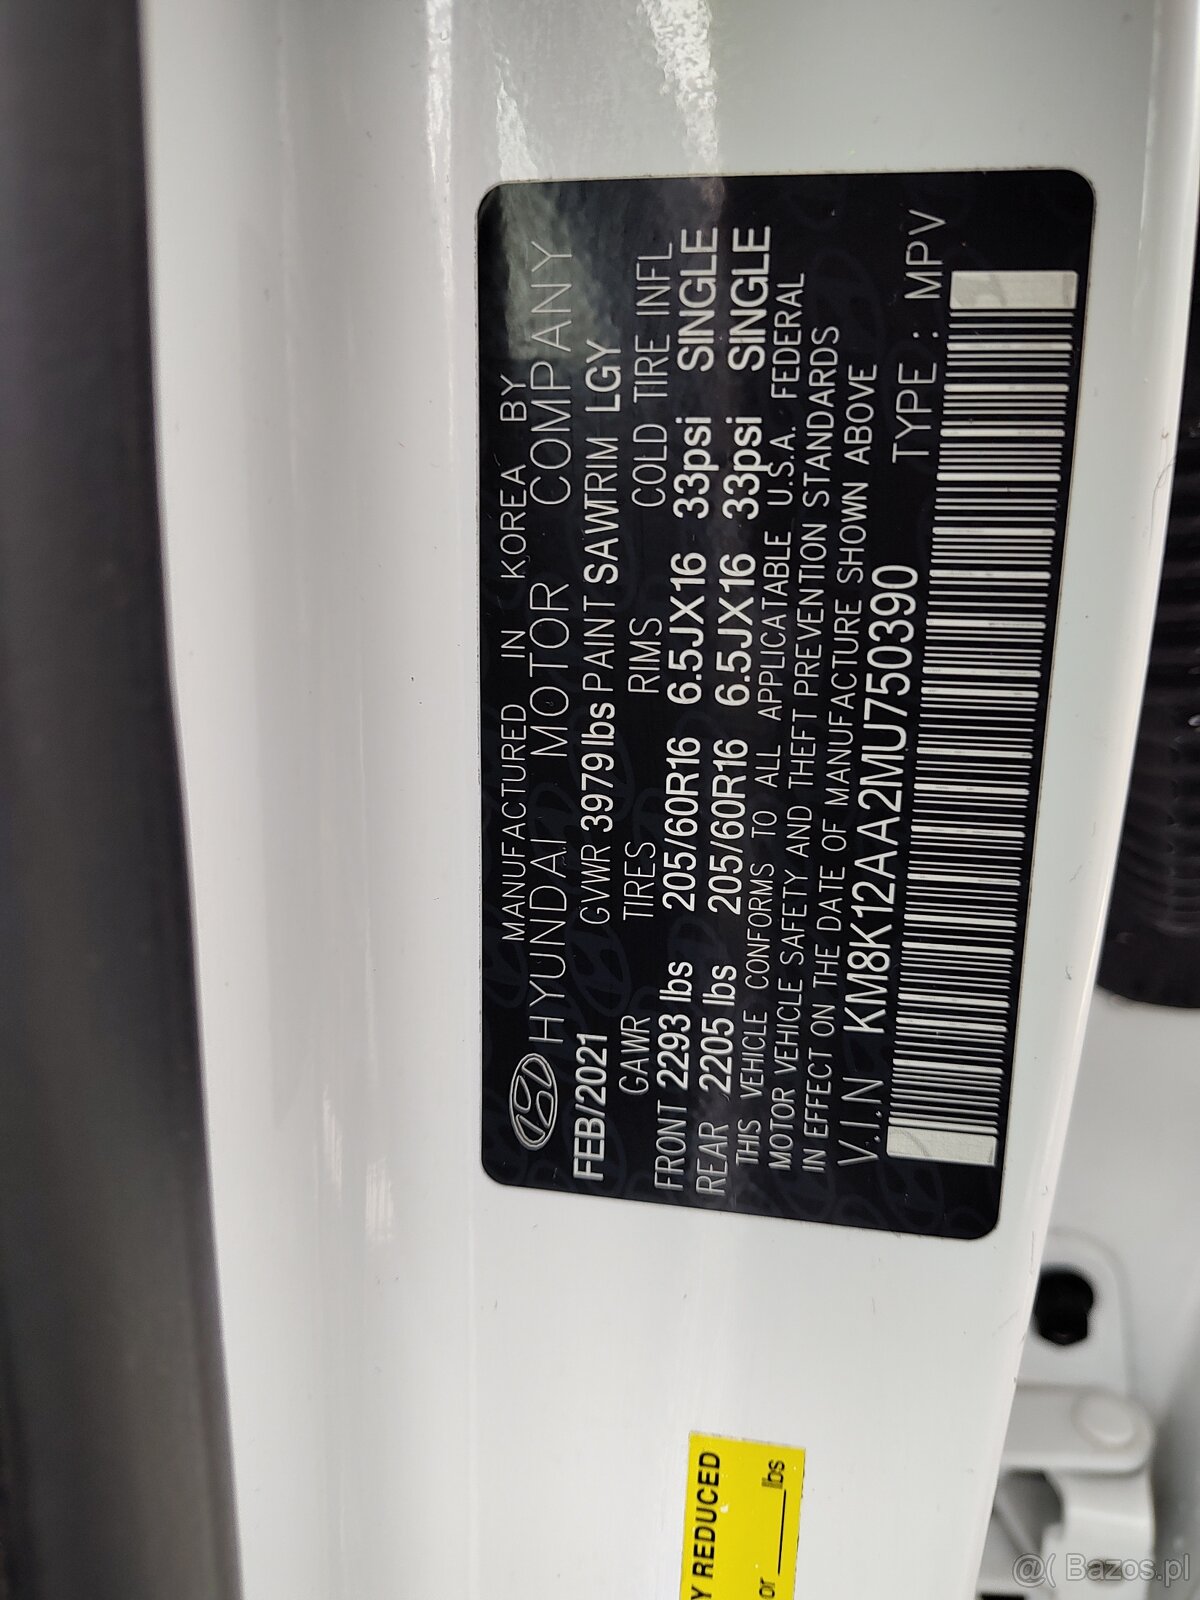 MANUFACTURED IN KOREA BY
HYUNDAI MOTOR COMPANY
FEB/2021 GVWR 3979lbs PAINT SAW TRIM LGY
GAWR TIRES RIMS COLD TIRE INFL
FRONT 2293 lbs 205/60R16 6.5JX16 33psi SINGLE
REAR 2205 lbs 205/60R16 6.5JX16 33psi SINGLE
THIS VEHICLE CONFORMS TO ALL APPLICATABLE U.S.A. FEDERAL
MOTOR VEHICLE SAFETY AND THEFT PREVENTION STANDARDS
IN EFFECT ON THE DATE OF MANUFACTURE SHOWN ABOVE
V.I.N KM8K12AA2MU750390 TYPE : MPV
Y REDUCED
or ____ lbs
@( Bazos.pl